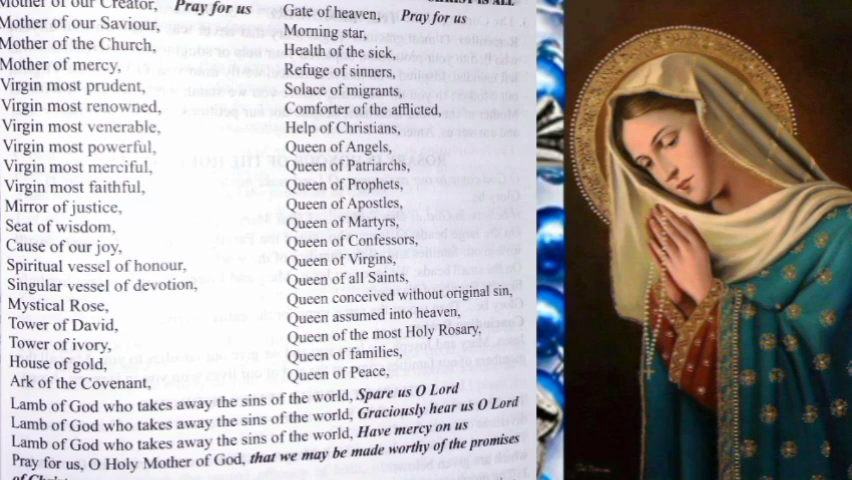 Mother of our Creator, Pray for us
Mother of our Saviour,
Mother of the Church,
Mother of mercy,
Virgin most prudent,
Virgin most renowned,
Virgin most venerable,
Virgin most powerful,
Virgin most merciful,
Virgin most faithful,
Mirror of justice,
Seat of wisdom,
Cause of our joy,
Spiritual vessel of honour,
Singular vessel of devotion,
Mystical Rose,
Tower of David,
Tower of ivory,
House of gold,
Ark of the Covenant,
IS ALL
Gate of heaven, Pray for us
Morning star,
Health of the sick,
Refuge of sinners,
Solace of migrants,
Comforter of the afflicted,
Help of Christians,
Queen of Angels,
Queen of Patriarchs,
Queen of Prophets,
Queen of Apostles,
Queen of Martyrs,
Queen of Confessors,
Queen of Virgins,
Queen of all Saints,
Queen conceived without original sin,
Queen assumed into heaven,
Queen of the most Holy Rosary,
Queen of families,
Queen of Peace,
Lamb of God who takes away the sins of the world, Spare us O Lord
Lamb of God who takes away the sins of the world, Graciously hear us O Lord
Lamb of God who takes away the sins of the world, Have mercy on us
Pray for us, O Holy Mother of God, that we may be made worthy of the promises
of Christ